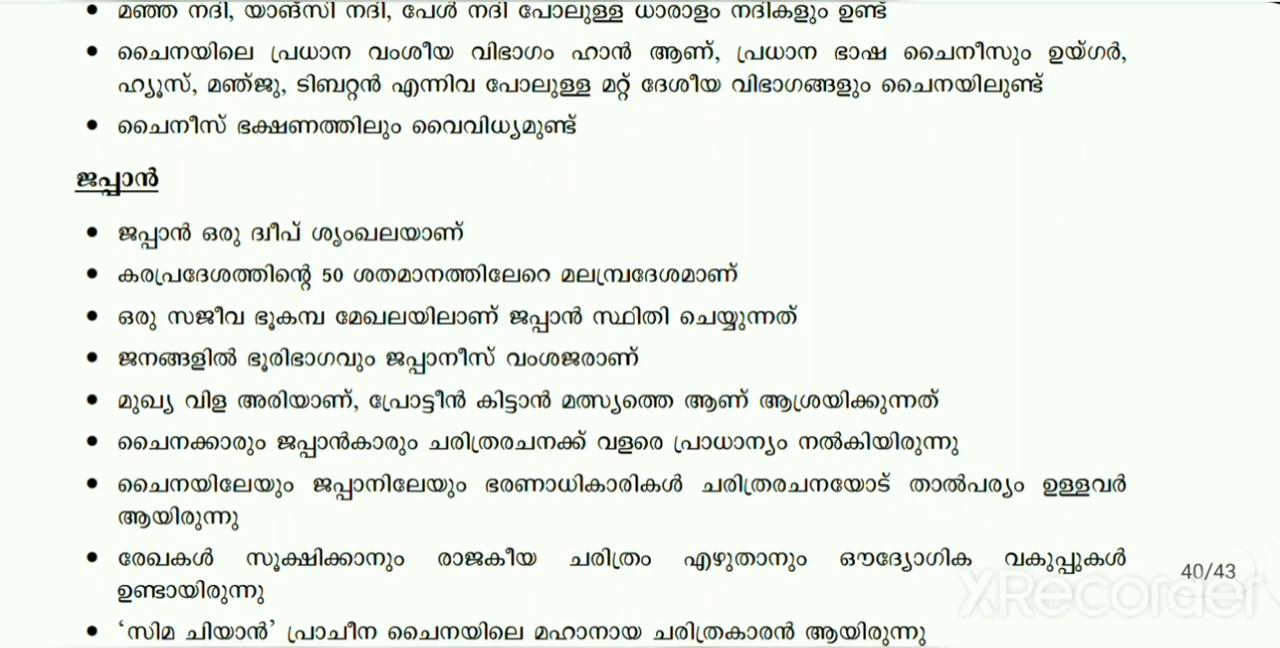 • മഞ്ഞ നദി, യാങ്സി നദി, പേൾ നദി പോലുള്ള ധാരാളം നദികളും ഉണ്ട്
• ചൈനയിലെ പ്രധാന വംശീയ വിഭാഗം ഹാൻ ആണ്, പ്രധാന ഭാഷ ചൈനീസും ഉയ്ഗർ,
ഹ്യൂസ്, മഞ്ജു, ടിബറ്റൻ എന്നിവ പോലുള്ള മറ്റ് ദേശീയ വിഭാഗങ്ങളും ചൈനയിലുണ്ട്
• ചൈനീസ് ഭക്ഷണത്തിലും വൈവിധ്യമുണ്ട്
ജപ്പാൻ
• ജപ്പാൻ ഒരു ദ്വീപ് ശൃംഖലയാണ്
• കരപ്രദേശത്തിന്റെ 50 ശതമാനത്തിലേറെ മലമ്പ്രദേശമാണ്
• ഒരു സജീവ ഭൂകമ്പ മേഖലയിലാണ് ജപ്പാൻ സ്ഥിതി ചെയ്യുന്നത്
• ജനങ്ങളിൽ ഭൂരിഭാഗവും ജപ്പാനീസ് വംശജരാണ്
• മുഖ്യ വിള അരിയാണ്, പ്രോട്ടീൻ കിട്ടാൻ മത്സ്യത്തെ ആണ് ആശ്രയിക്കുന്നത്
• ചൈനക്കാരും ജപ്പാൻകാരും ചരിത്രരചനക്ക് വളരെ പ്രാധാന്യം നൽകിയിരുന്നു
• ചൈനയിലേയും ജപ്പാനിലേയും ഭരണാധികാരികൾ ചരിത്രരചനയോട് താൽപര്യം ഉള്ളവർ
ആയിരുന്നു
• രേഖകൾ സൂക്ഷിക്കാനും രാജകീയ ചരിത്രം എഴുതാനും ഔദ്യോഗിക വകുപ്പുകൾ
ഉണ്ടായിരുന്നു
40/43
XRecorder
• ‘സിമ ചിയാൻ’ പ്രാചീന ചൈനയിലെ മഹാനായ ചരിത്രകാരൻ ആയിരുന്നു